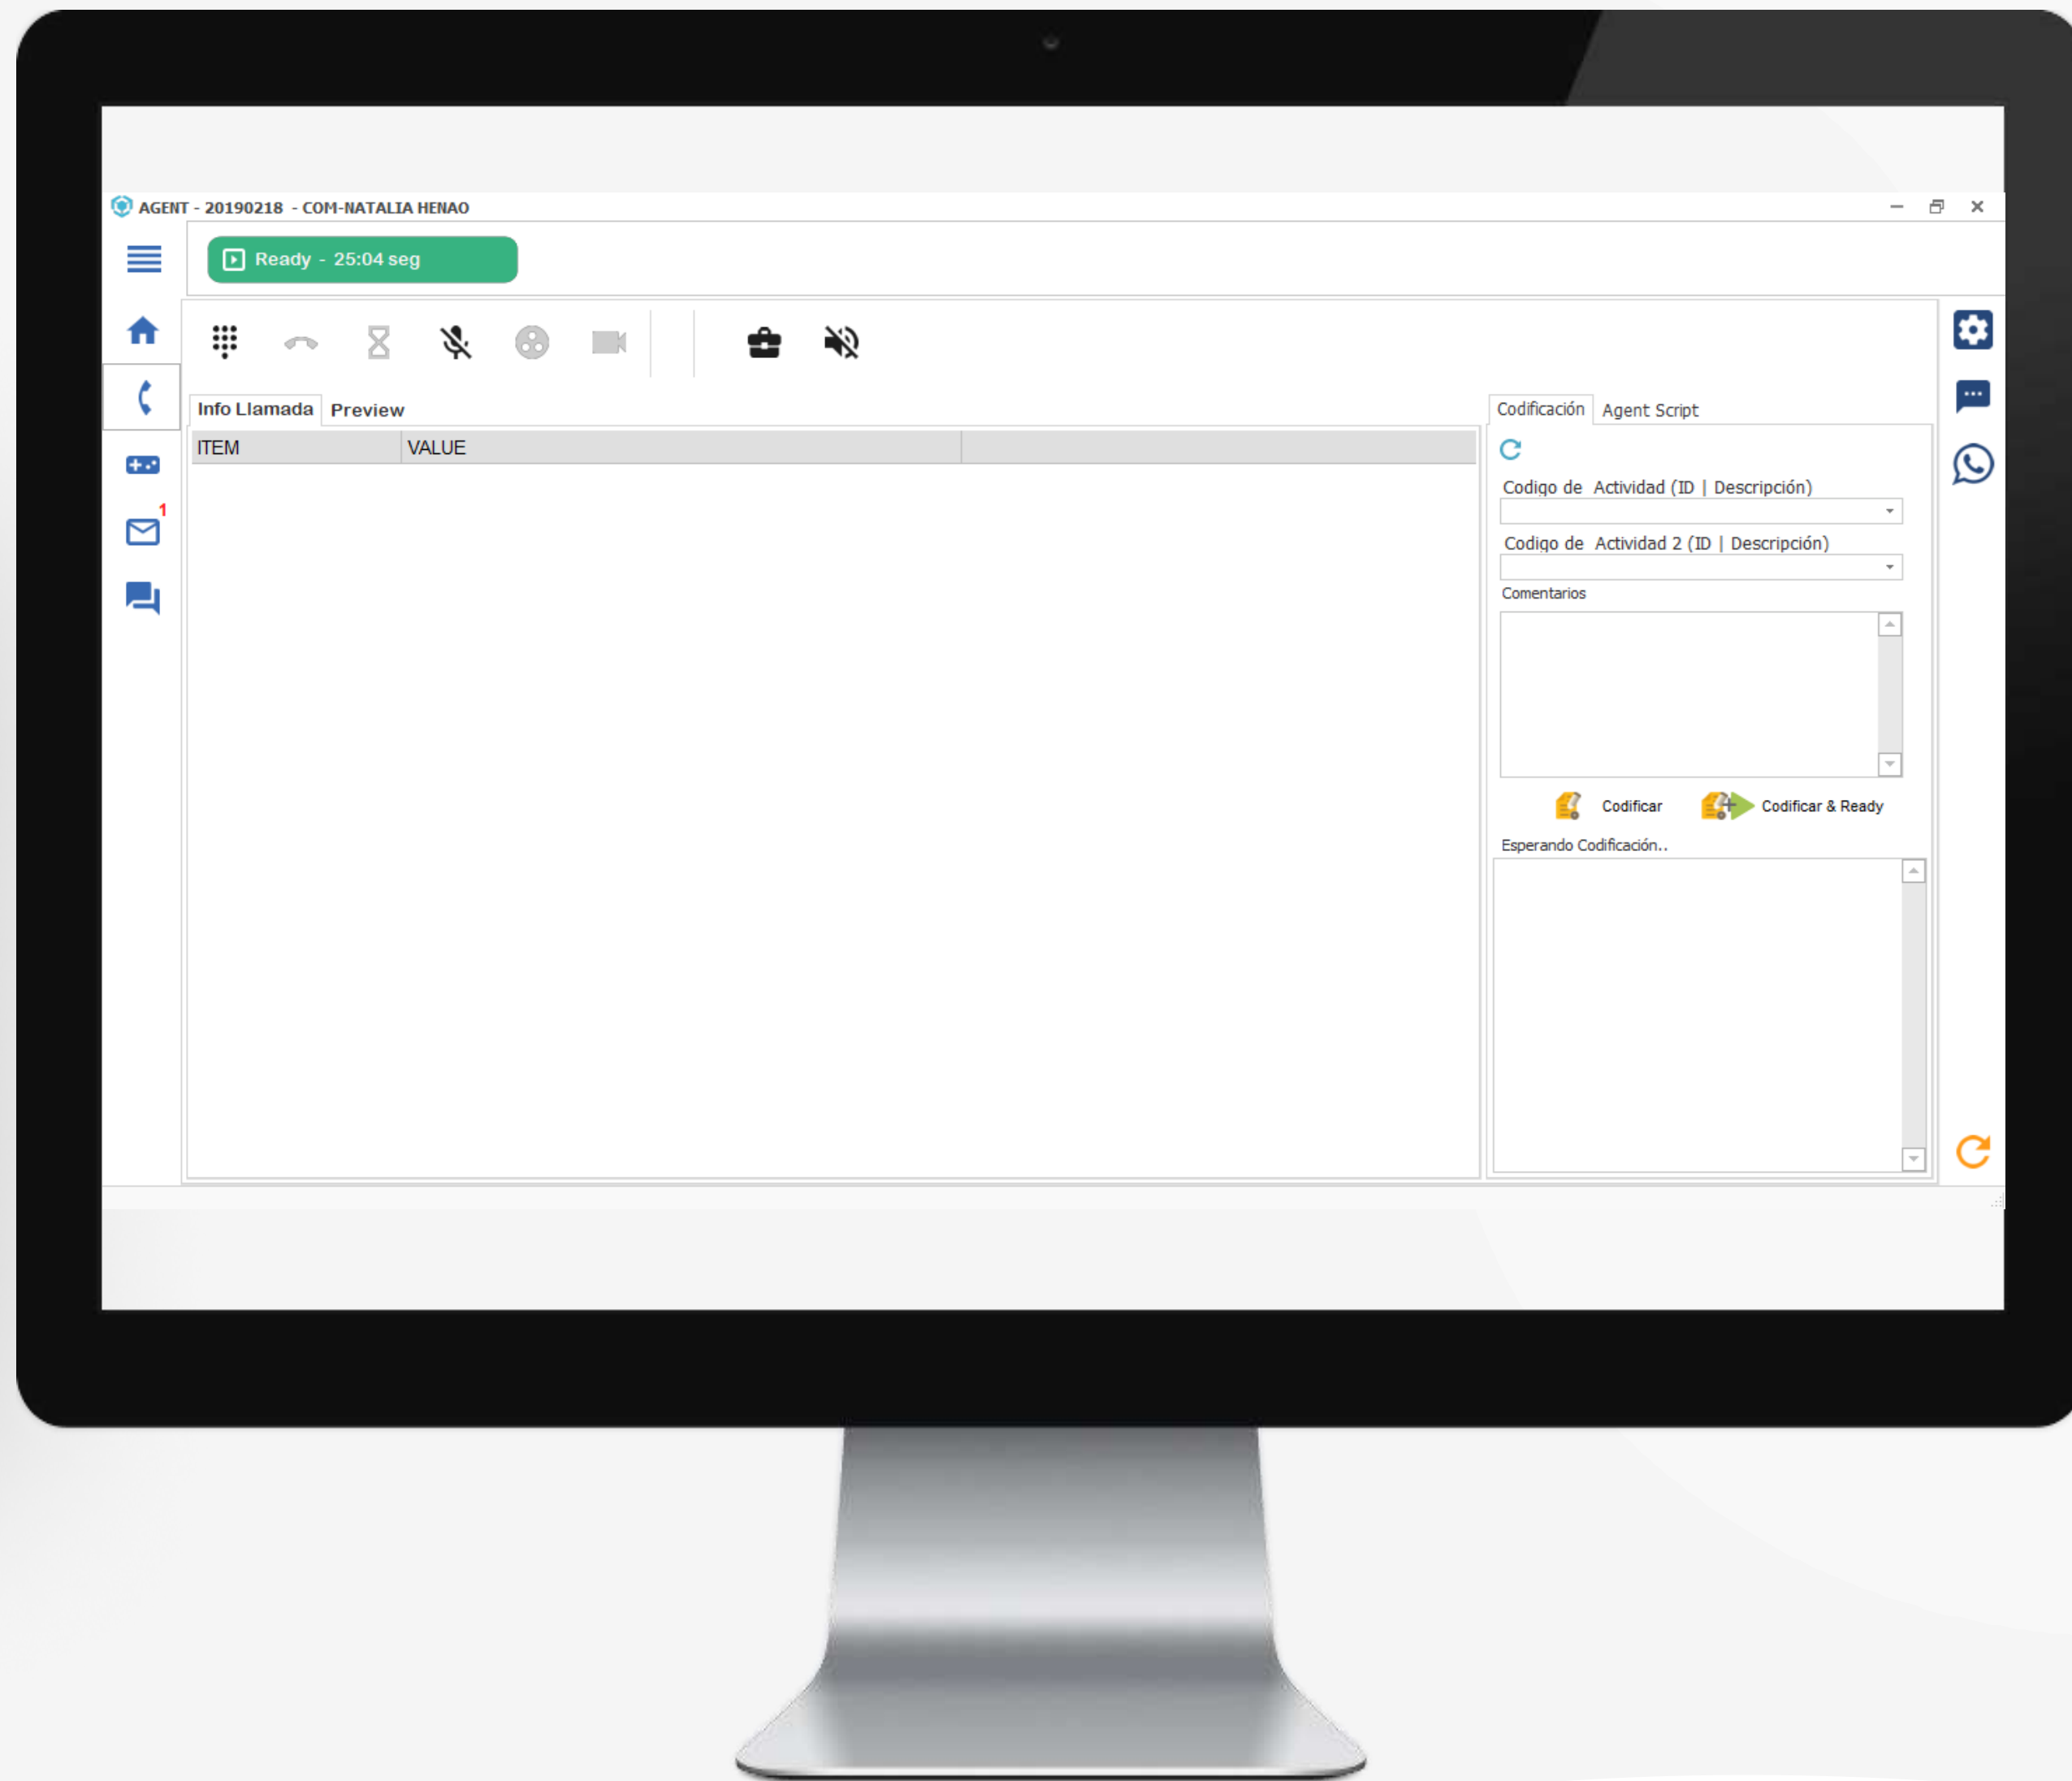 AGENT - 20190218 - COM-NATALIA HENAO
Ready - 25:04 seg
Info Llamada Preview
ITEM VALUE
1
Codificación Agent Script
Codigo de Actividad (ID | Descripción)
Codigo de Actividad 2 (ID | Descripción)
Comentarios
Codificar Codificar & Ready
Esperando Codificación..